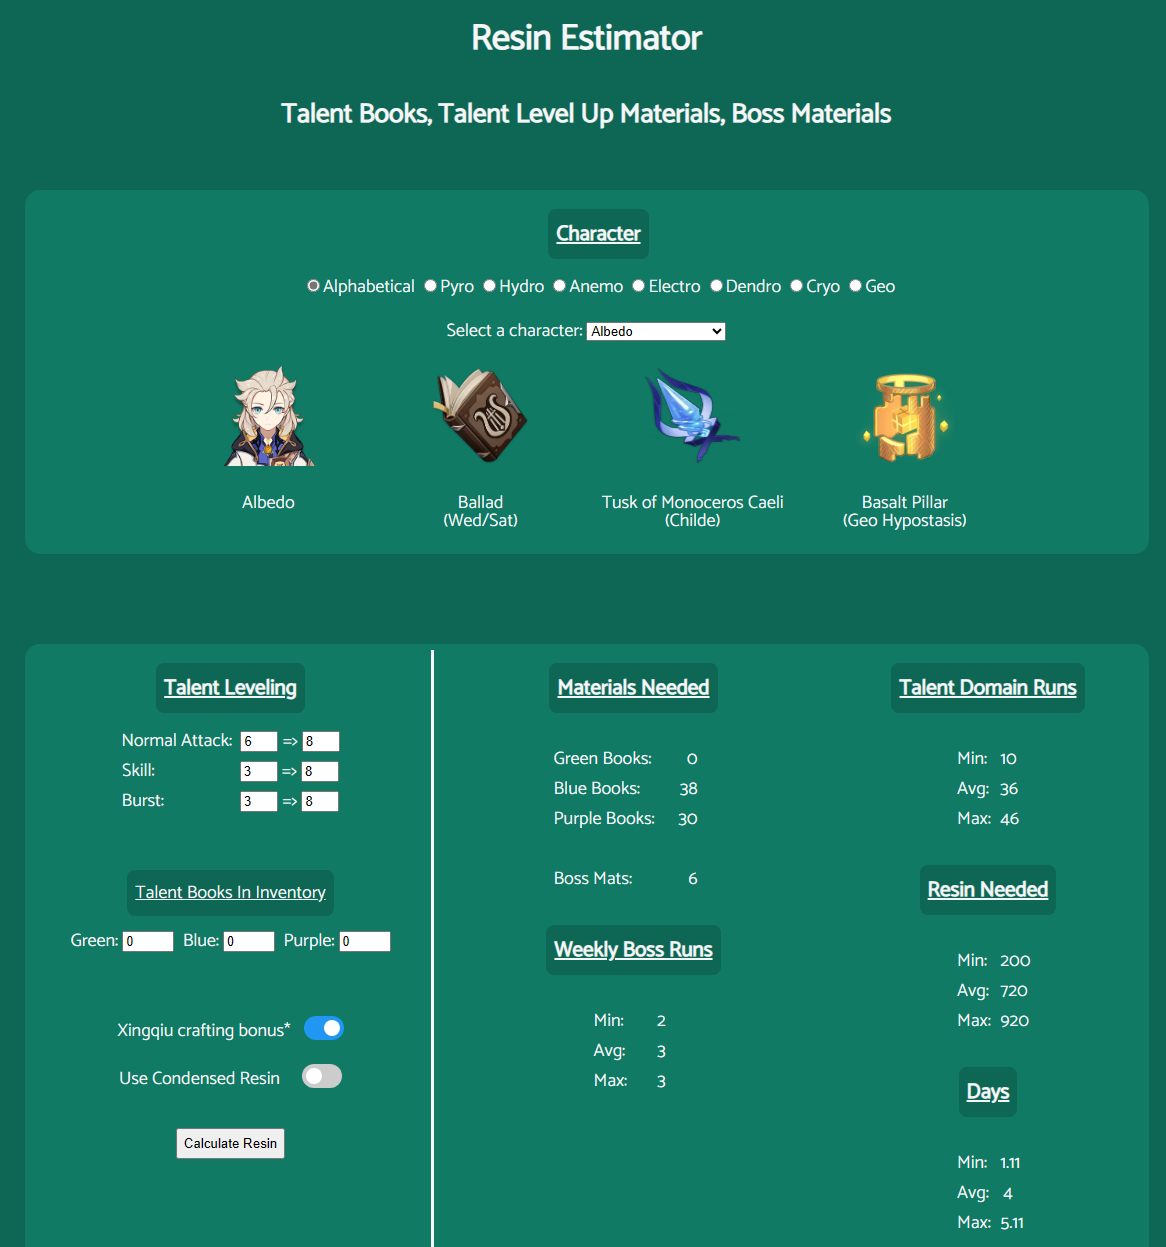 Resin Estimator
Talent Books, Talent Level Up Materials, Boss Materials
Character
Alphabetical Pyro Hydro Anemo Electro Dendro Cryo Geo
Select a character: Albedo
Albedo
Ballad
(Wed/Sat)
Tusk of Monoceros Caeli
(Childe)
Basalt Pillar
(Geo Hypostasis)
Talent Leveling
Normal Attack: 6 => 8
Skill: 3 => 8
Burst: 3 => 8
Talent Books In Inventory
Green: 0 Blue: 0 Purple: 0
Xingqiu crafting bonus*
Use Condensed Resin
Calculate Resin
Materials Needed
Green Books: 0
Blue Books: 38
Purple Books: 30
Boss Mats: 6
Weekly Boss Runs
Min: 2
Avg: 3
Max: 3
Talent Domain Runs
Min: 10
Avg: 36
Max: 46
Resin Needed
Min: 200
Avg: 720
Max: 920
Days
Min: 1.11
Avg: 4
Max: 5.11